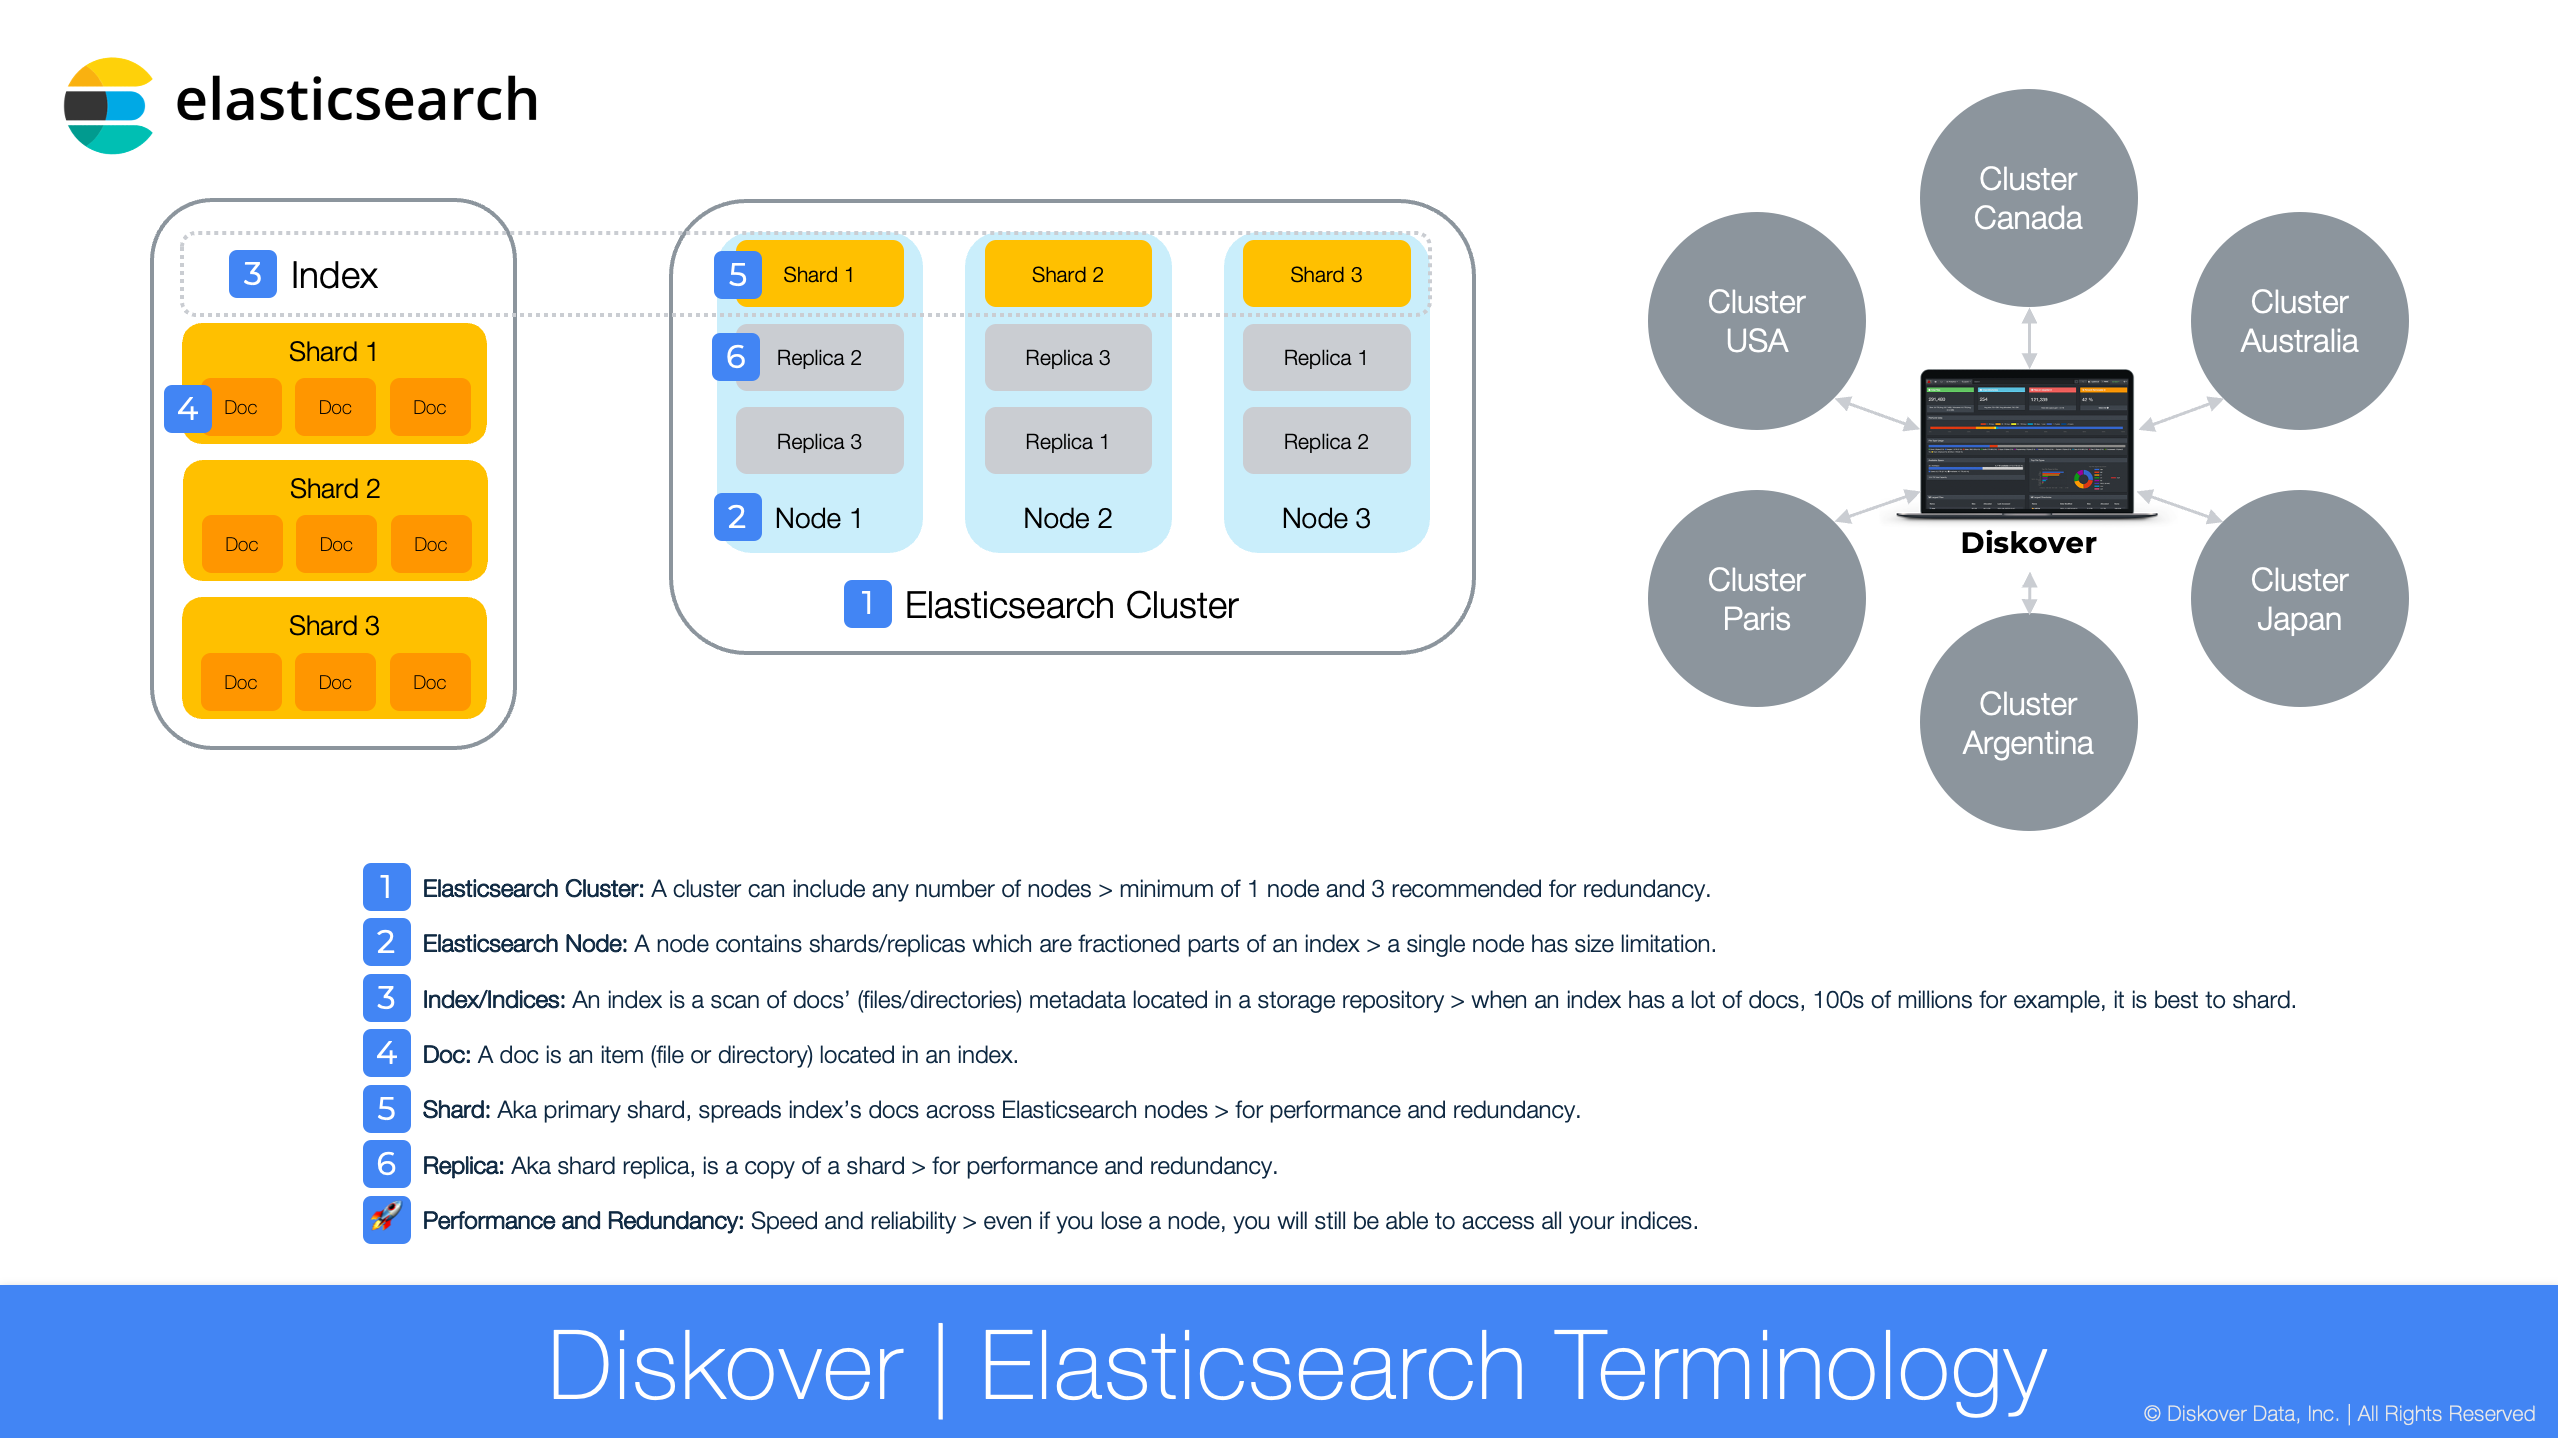 elasticsearch
3 Index
Shard 1
4 Doc Doc Doc
Shard 2
Doc Doc Doc
Shard 3
Doc Doc Doc
5 Shard 1 Shard 2 Shard 3
6 Replica 2 Replica 3 Replica 1
Replica 3 Replica 1 Replica 2
2 Node 1 Node 2 Node 3
1 Elasticsearch Cluster
Cluster
Canada
Cluster
USA
Cluster
Australia
Diskover
Cluster
Paris
Cluster
Japan
Cluster
Argentina
1 Elasticsearch Cluster: A cluster can include any number of nodes > minimum of 1 node and 3 recommended for redundancy.
2 Elasticsearch Node: A node contains shards/replicas which are fractioned parts of an index > a single node has size limitation.
3 Index/Indices: An index is a scan of docs’ (files/directories) metadata located in a storage repository > when an index has a lot of docs, 100s of millions for example, it is best to shard.
4 Doc: A doc is an item (file or directory) located in an index.
5 Shard: Aka primary shard, spreads index’s docs across Elasticsearch nodes > for performance and redundancy.
6 Replica: Aka shard replica, is a copy of a shard > for performance and redundancy.
🚀 Performance and Redundancy: Speed and reliability > even if you lose a node, you will still be able to access all your indices.
Diskover | Elasticsearch Terminology
© Diskover Data, Inc. | All Rights Reserved